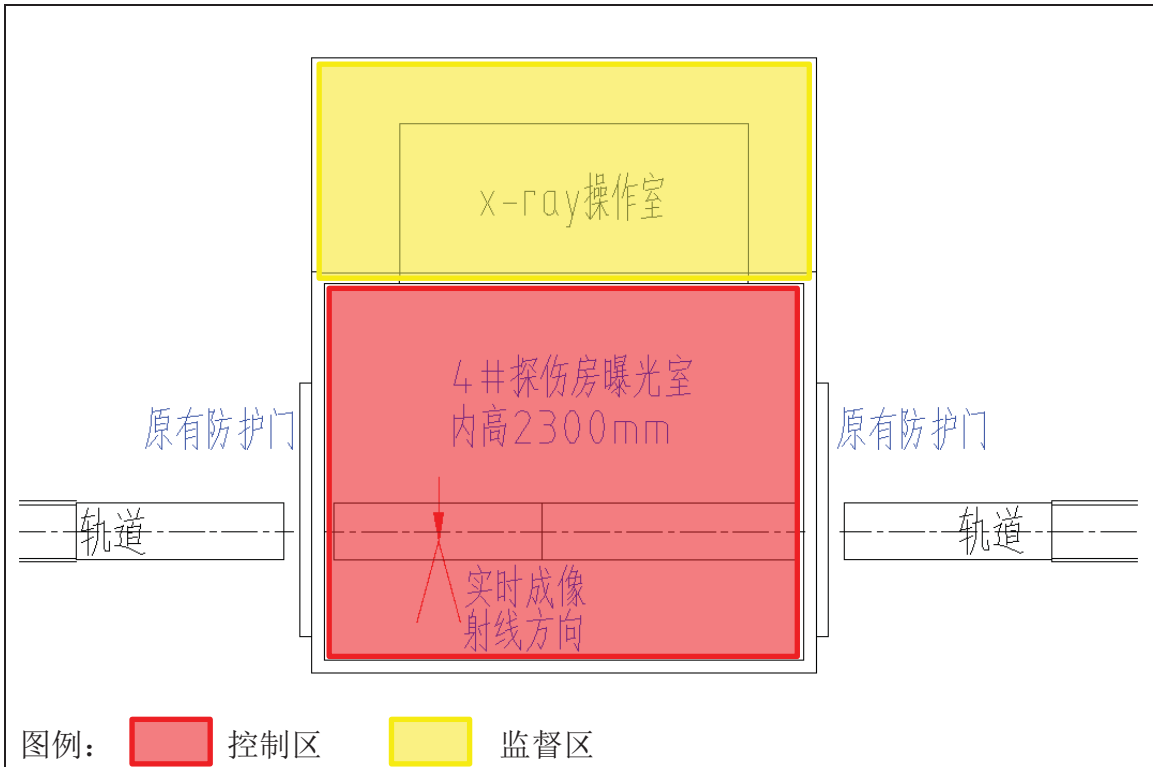 x-ray操作室
4#探伤房曝光室
内高2300mm
原有防护门
原有防护门
轨道
轨道
实时成像
射线方向
图例： 控制区 监督区